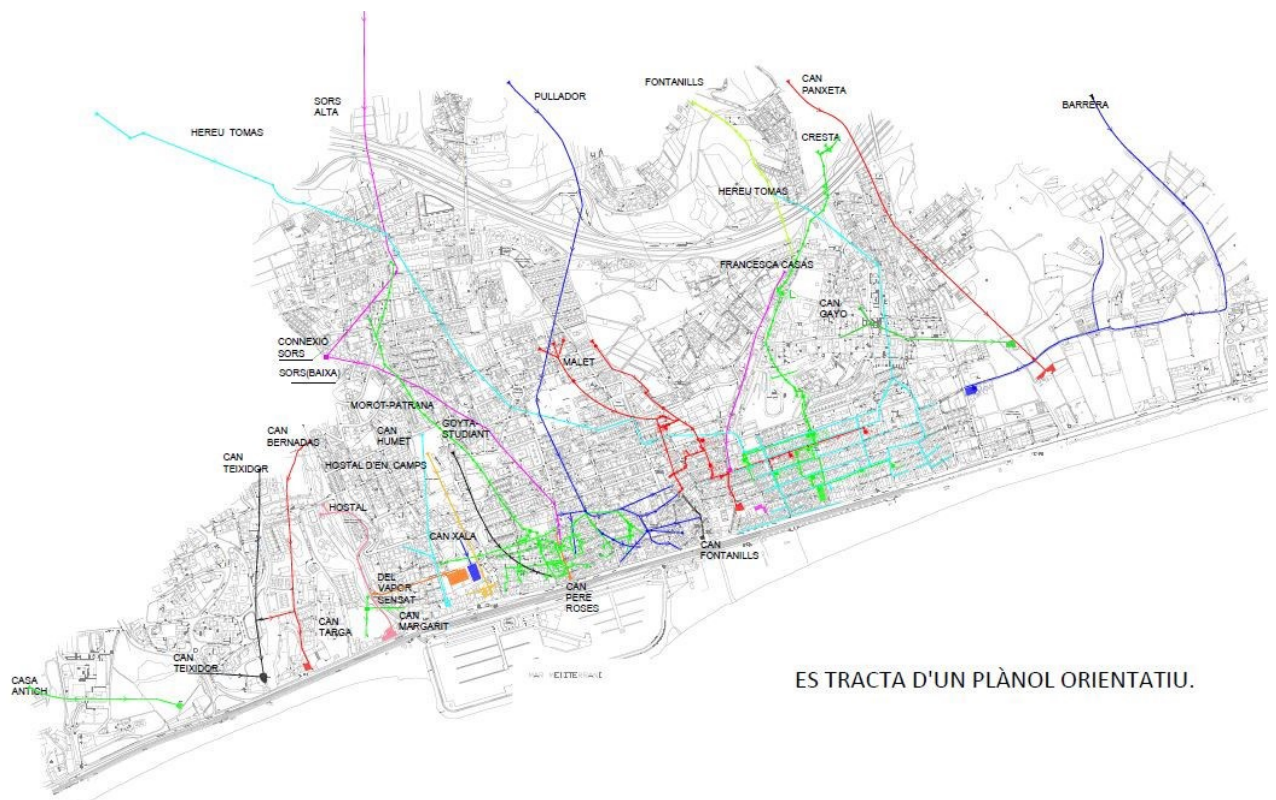 SORS
ALTA
PULLADOR
FONTANILLS
CAN
PANXETA
BARRERA
HEREU TOMAS
CRESTA
HEREU TOMAS
FRANCESCA CASAS
CAN
GAYO
CONNEXIÓ
SORS
SORS(BAIXA)
MALET
MOROT-PATRANA
GOYTA-
STUDIANT
CAN
HUMET
CAN
BERNADAS
CAN
TEIXIDOR
HOSTAL D'EN CAMPS
HOSTAL
CAN XALA
CAN
FONTANILLS
DEL
VAPOR
SENSAT
CAN
PERE
ROSES
CAN
TARGA
CAN
MARGARIT
CAN
TEIXIDOR
CASA
ANTICH
MAR MEDITERRANI
ES TRACTA D'UN PLÀNOL ORIENTATIU.